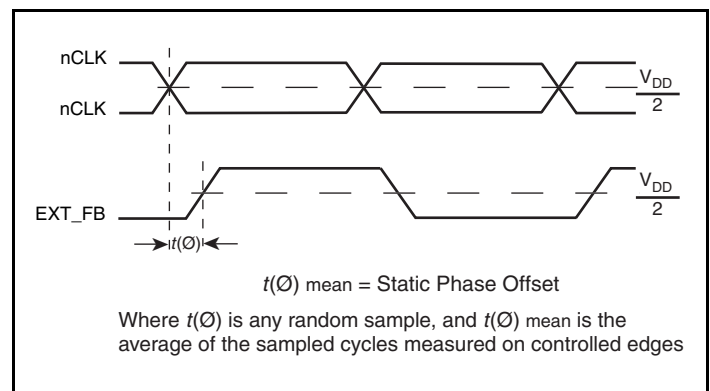 nCLK
nCLK
V_DD
2
EXT_FB
V_DD
2
t(Ø)
t(Ø) mean = Static Phase Offset
Where t(Ø) is any random sample, and t(Ø) mean is the
average of the sampled cycles measured on controlled edges